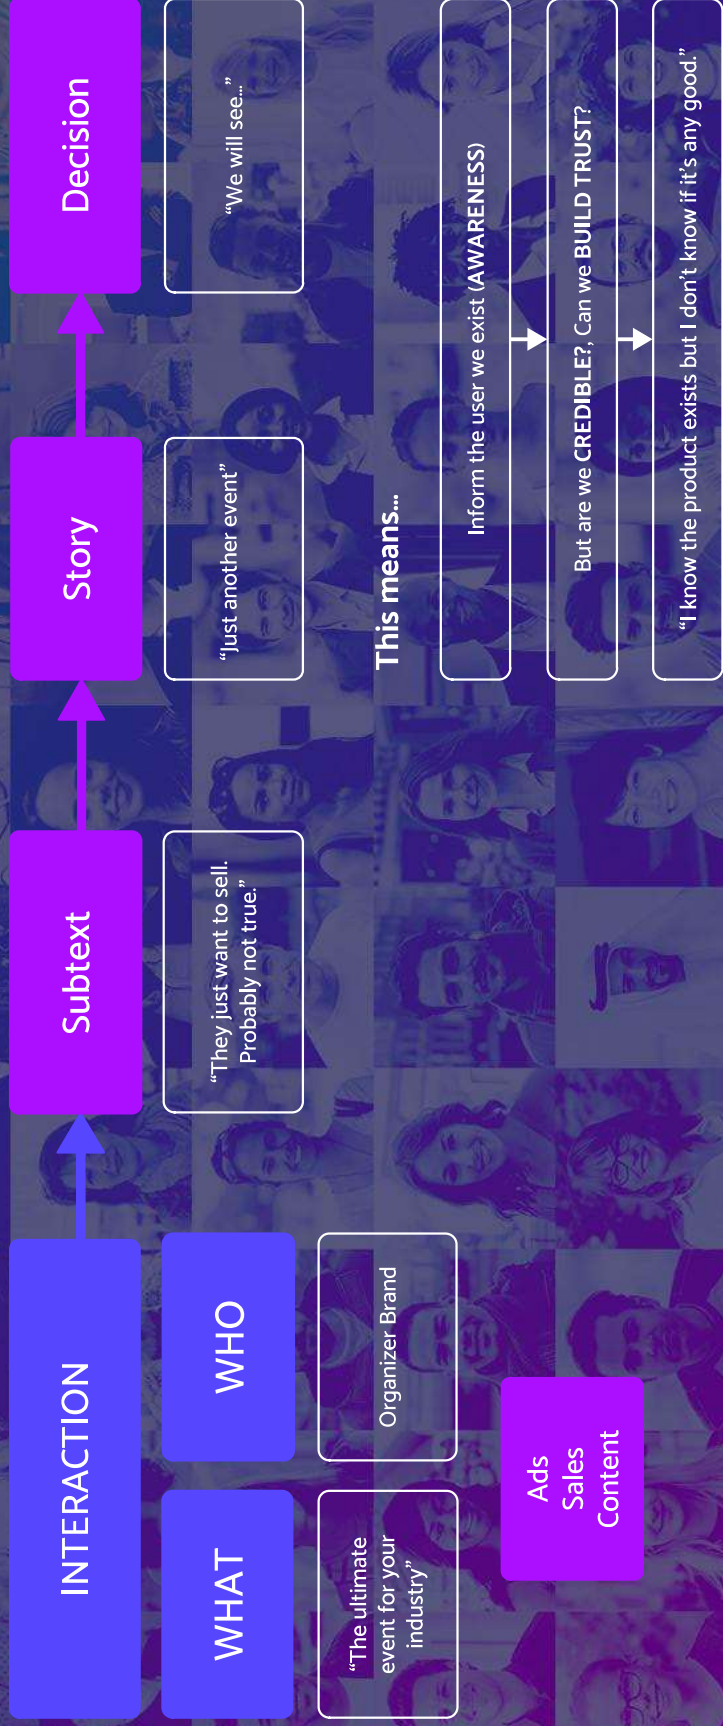 INTERACTION
Subtext
Story
Decision
WHAT
WHO
“They just want to sell.
Probably not true.”
“Just another event”
“We will see...”
“The ultimate
event for your
industry”
Organizer Brand
Ads
Sales
Content
This means...
Inform the user we exist (AWARENESS)
But are we CREDIBLE?, Can we BUILD TRUST?
“I know the product exists but I don’t know if it’s any good.”